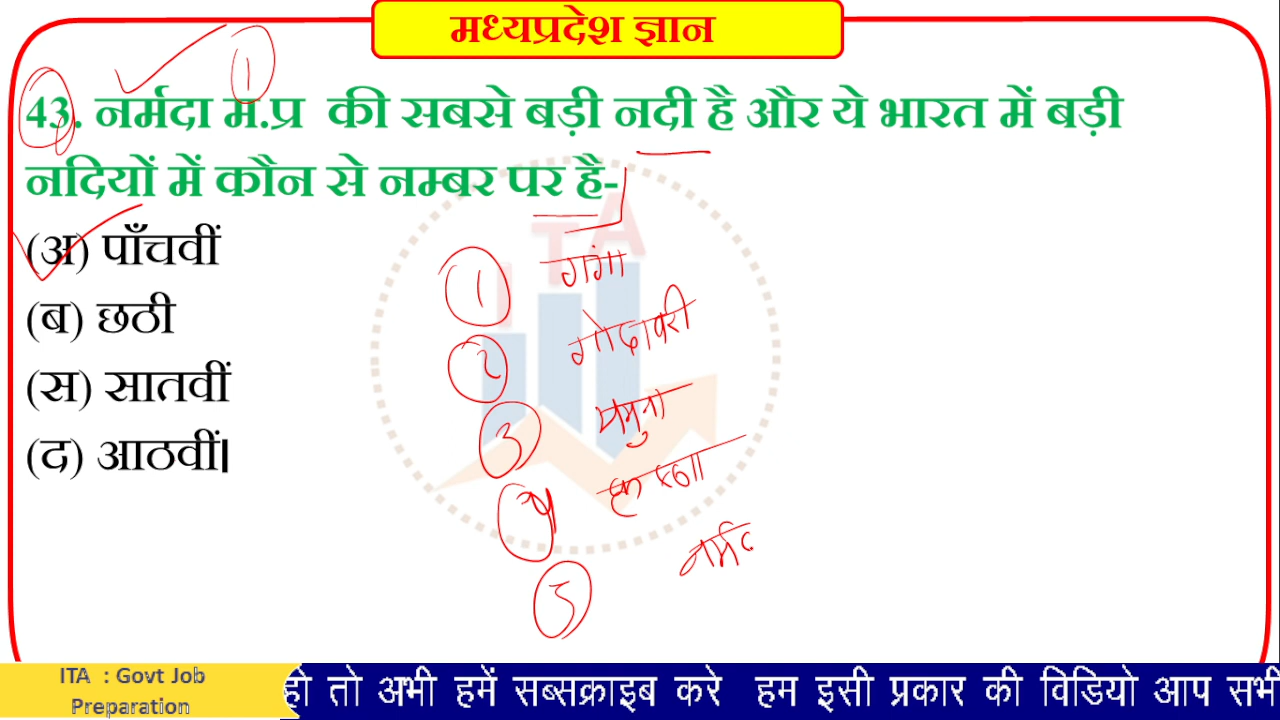 मध्यप्रदेश ज्ञान
1
43. नर्मदा म.प्र की सबसे बड़ी नदी है और ये भारत में बड़ी
नदियों में कौन से नम्बर पर है-
(अ) पाँचवीं
(ब) छठी
(स) सातवीं
(द) आठवीं।
ITA
1 गंगा
2 गोदावरी
3 यमुना
4 कृष्णा
5 नर्मद
ITA : Govt Job
Preparation
हो तो अभी हमें सब्सक्राइब करे हम इसी प्रकार की विडियो आप सभी